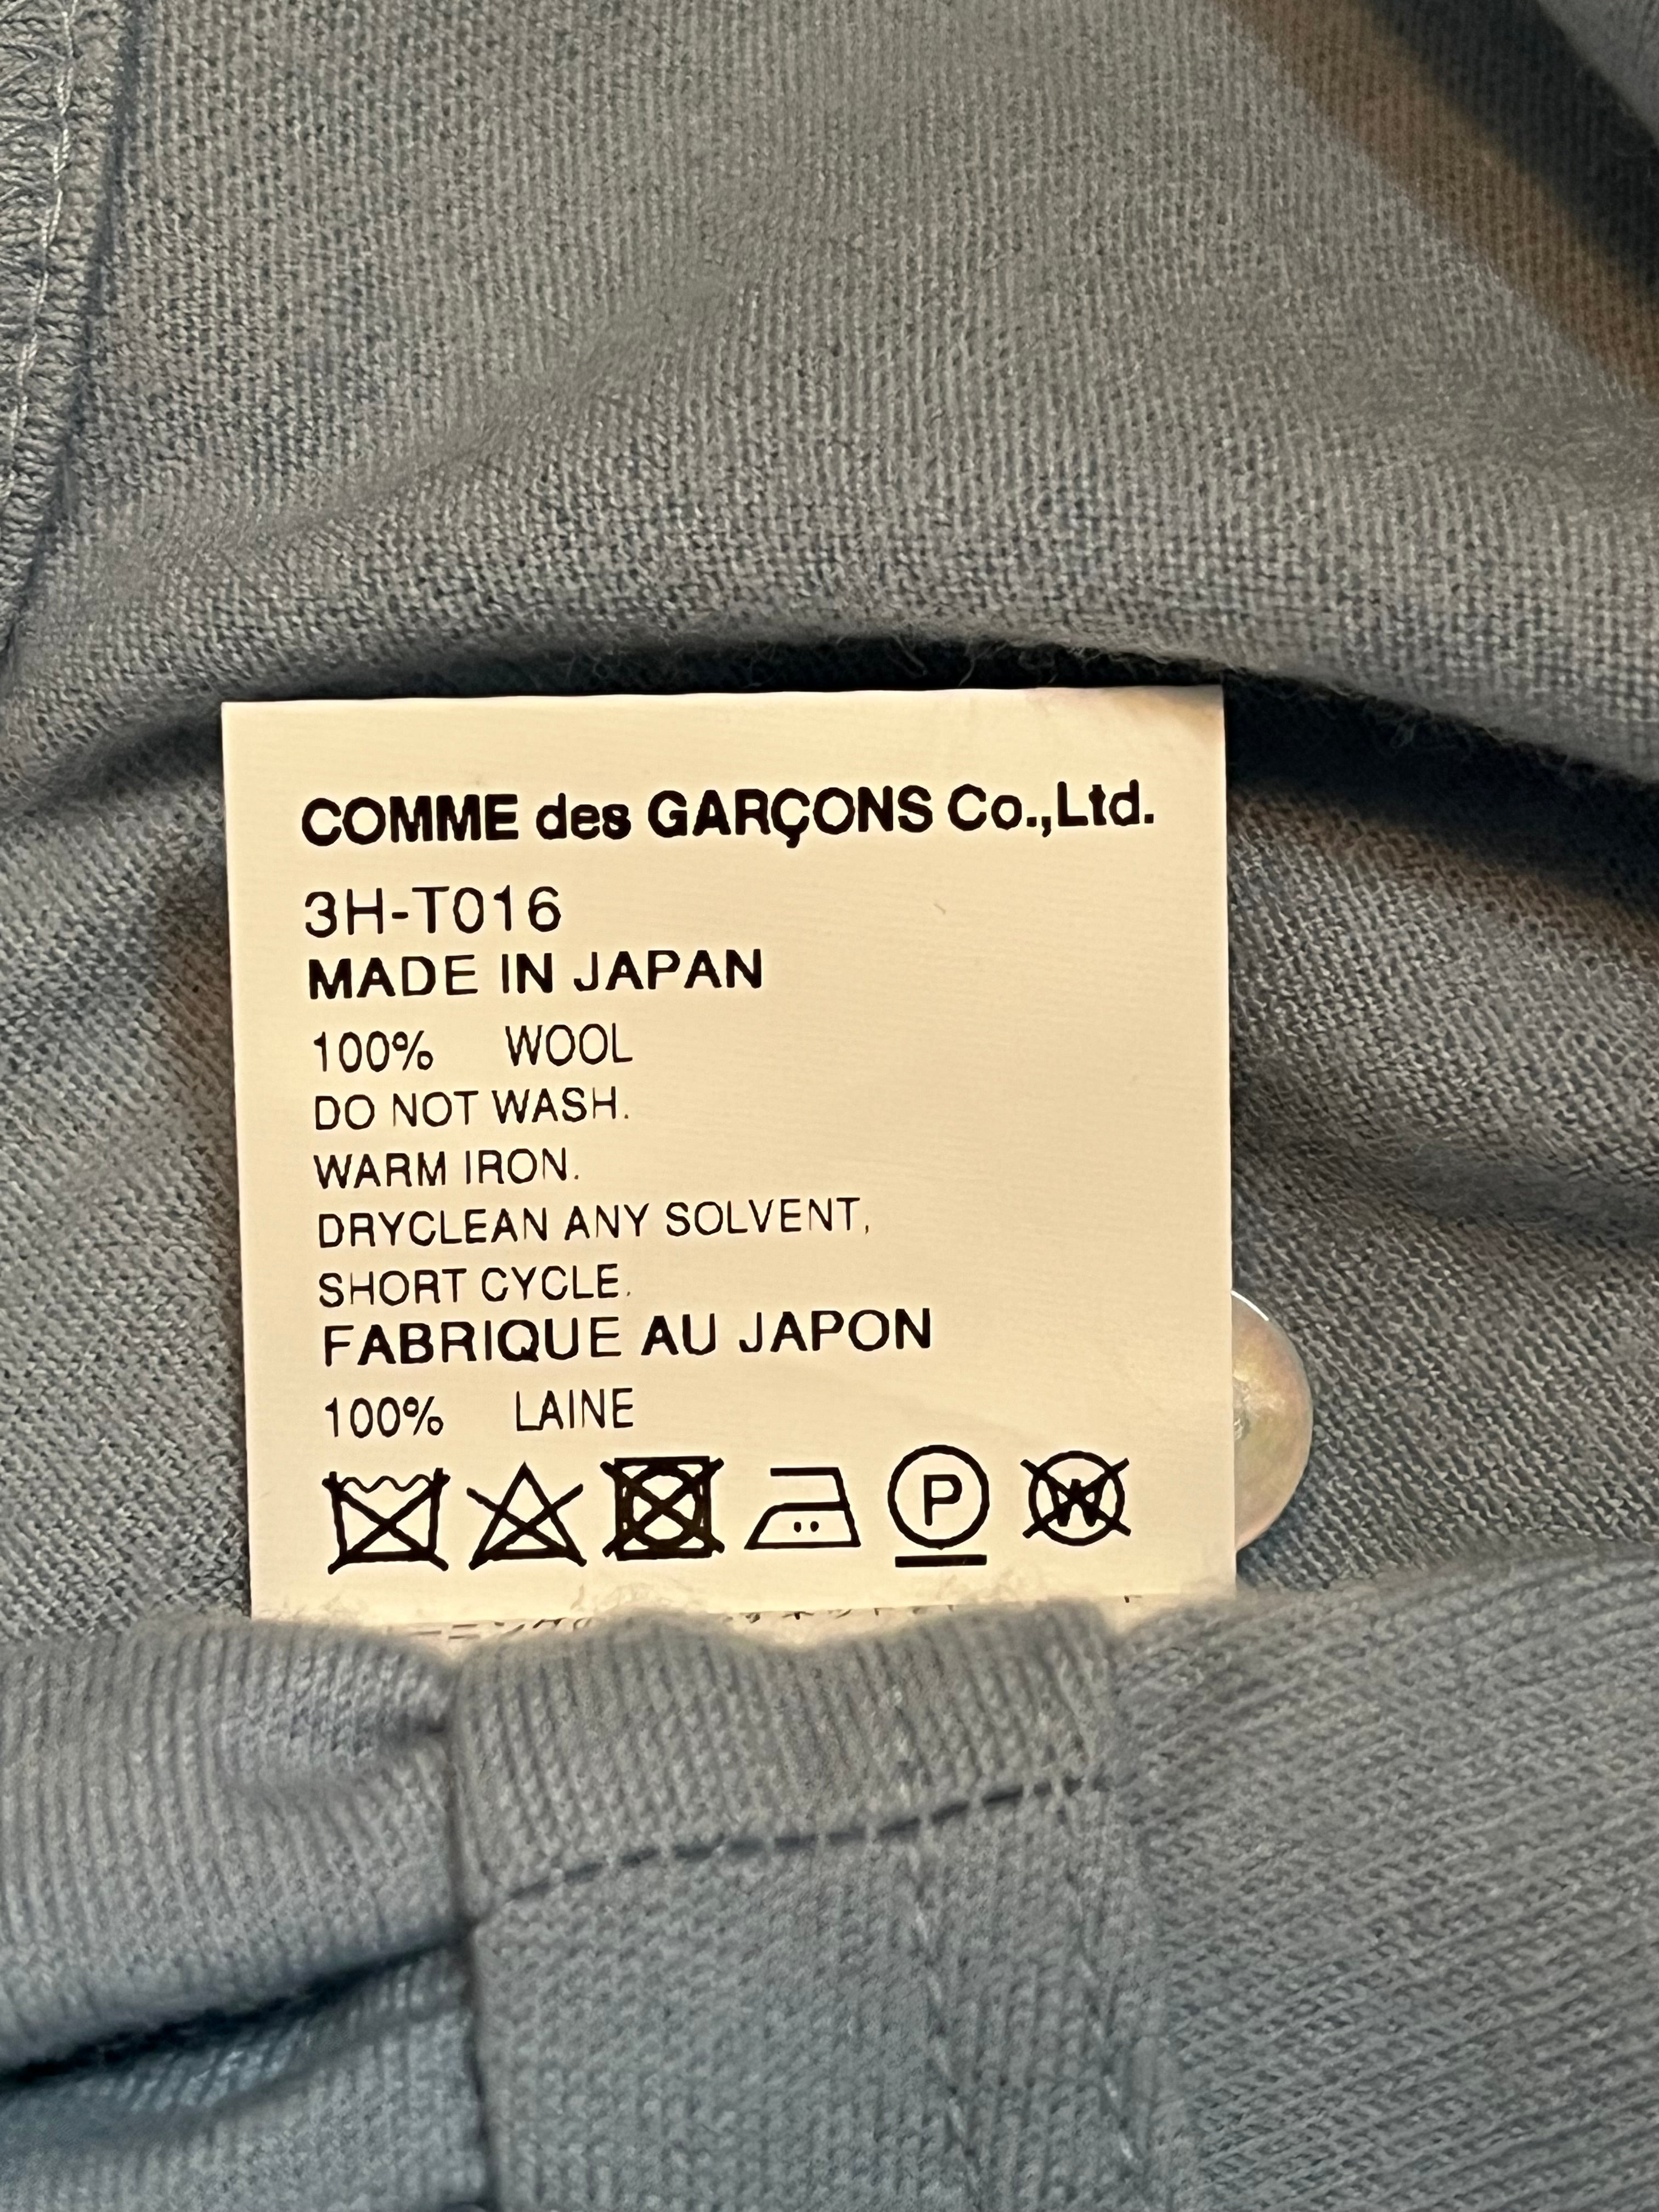 COMME des GARÇONS Co.,Ltd.
3H-T016
MADE IN JAPAN
100% WOOL
DO NOT WASH.
WARM IRON.
DRYCLEAN ANY SOLVENT,
SHORT CYCLE.
FABRIQUE AU JAPON
100% LAINE
P W